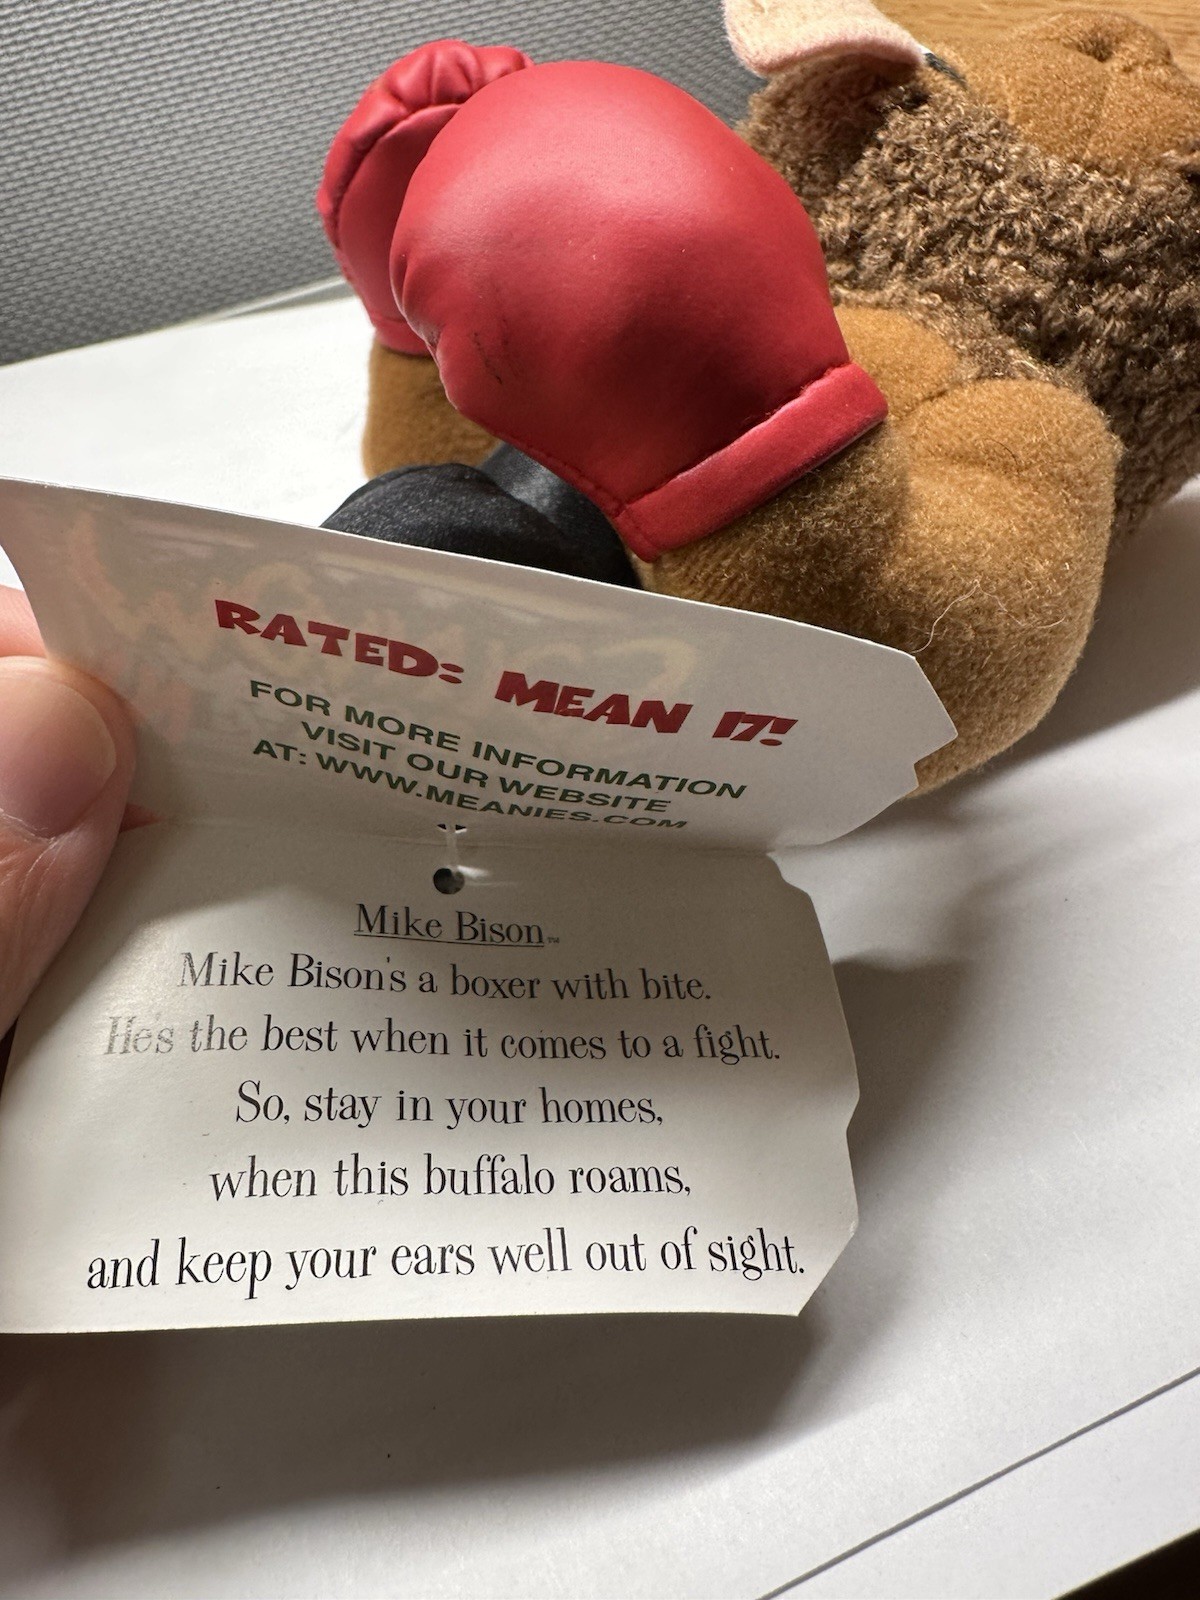 RATED: MEAN IT!
FOR MORE INFORMATION
VISIT OUR WEBSITE
AT: WWW.MEANIES.COM
Mike Bison™
Mike Bison's a boxer with bite.
He's the best when it comes to a fight.
So, stay in your homes,
when this buffalo roams,
and keep your ears well out of sight.